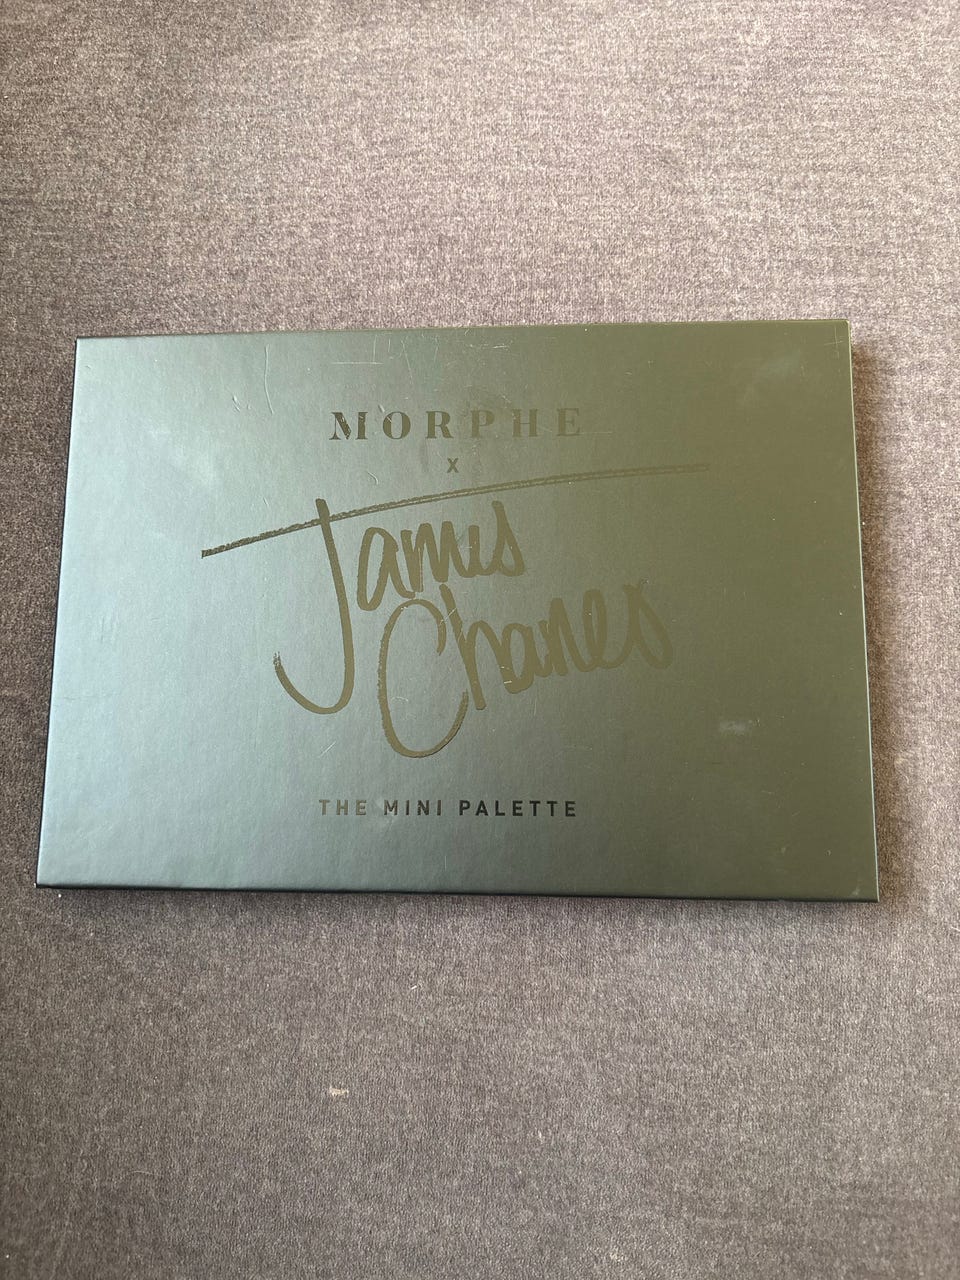 MORPHE
X
James
Charles
THE MINI PALETTE